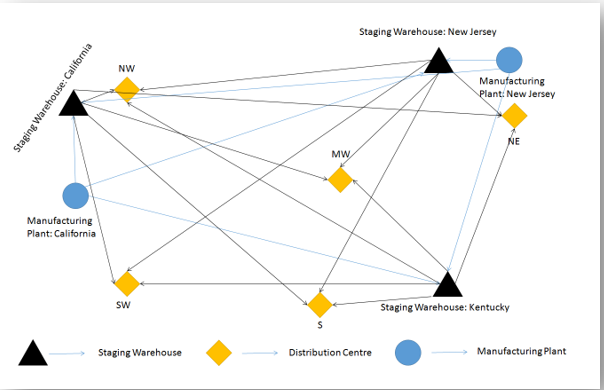 Staging Warehouse: New Jersey
Staging Warehouse: California
NW
Manufacturing
Plant: New Jersey
NE
MW
Manufacturing
Plant: California
SW
S
Staging Warehouse: Kentucky
Staging Warehouse
Distribution Centre
Manufacturing Plant